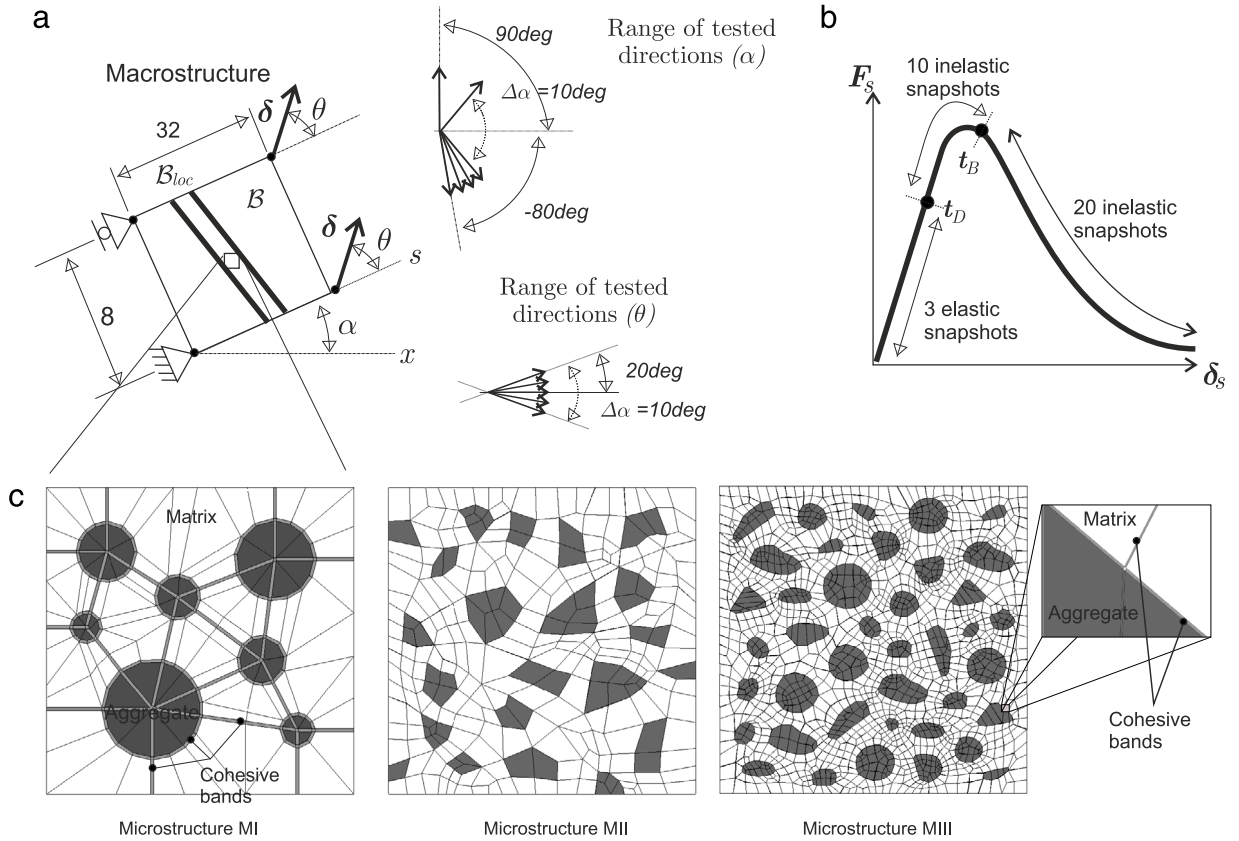 a
Macrostructure
δ
θ
32
𝓑loc
𝓑
δ
θ
s
8
α
x
90deg
Range of tested
directions (α)
Δα =10deg
-80deg
Range of tested
directions (θ)
20deg
Δα =10deg
b
Fs
10 inelastic
snapshots
tB
tD
20 inelastic
snapshots
3 elastic
snapshots
δs
c
Matrix
Aggregate
Cohesive
bands
Matrix
Aggregate
Cohesive
bands
Microstructure MI
Microstructure MII
Microstructure MIII